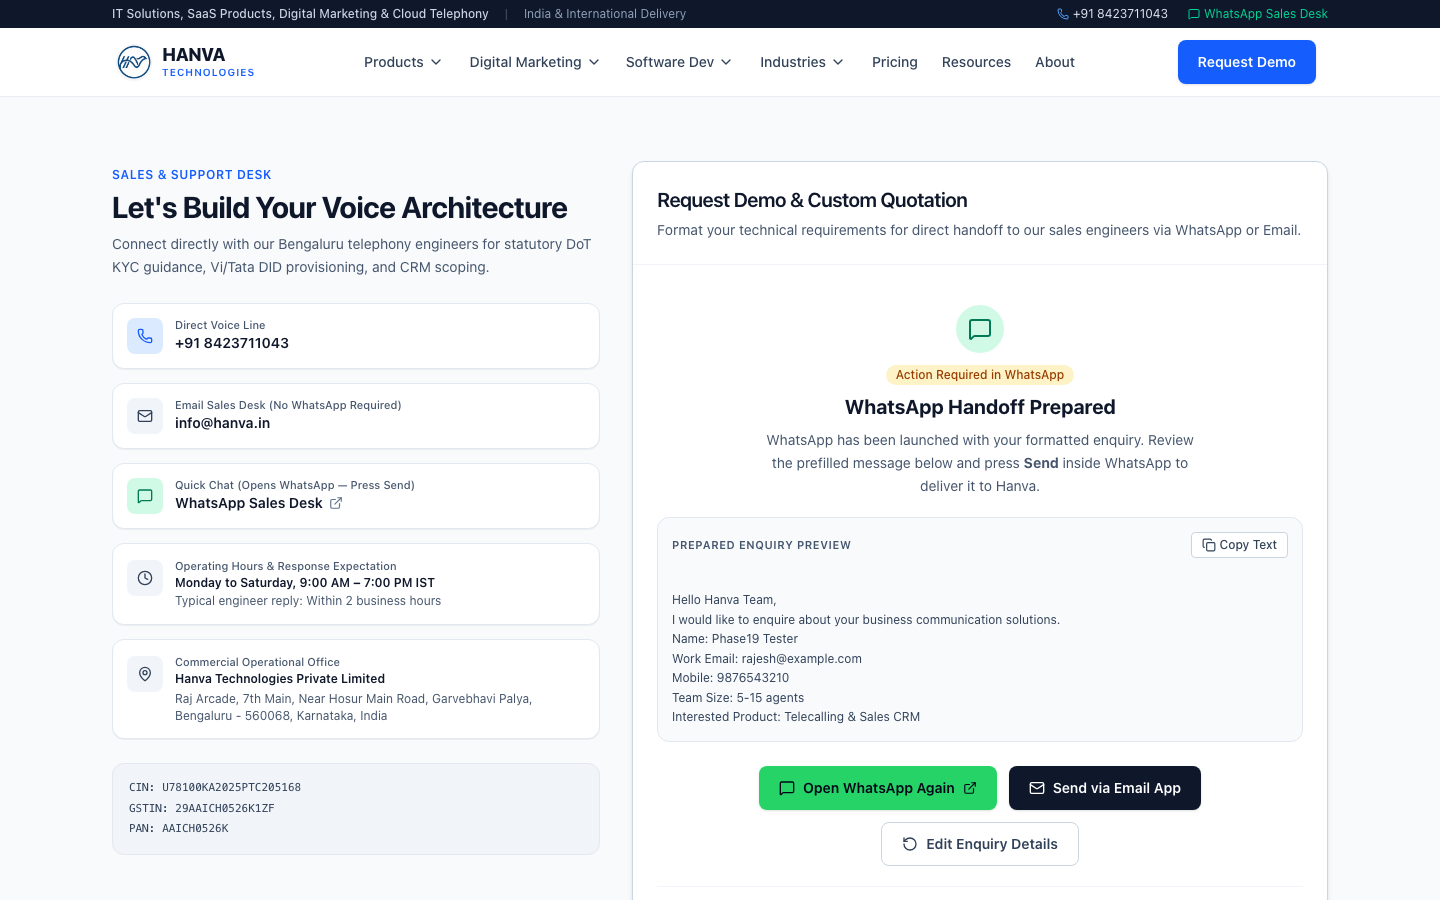 IT Solutions, SaaS Products, Digital Marketing & Cloud Telephony | India & International Delivery
+91 8423711043 WhatsApp Sales Desk
HANVA
TECHNOLOGIES
Products Digital Marketing Software Dev Industries Pricing Resources About
Request Demo
SALES & SUPPORT DESK
Let's Build Your Voice Architecture
Connect directly with our Bengaluru telephony engineers for statutory DoT
KYC guidance, Vi/Tata DID provisioning, and CRM scoping.
Direct Voice Line
+91 8423711043
Email Sales Desk (No WhatsApp Required)
info@hanva.in
Quick Chat (Opens WhatsApp — Press Send)
WhatsApp Sales Desk
Operating Hours & Response Expectation
Monday to Saturday, 9:00 AM – 7:00 PM IST
Typical engineer reply: Within 2 business hours
Commercial Operational Office
Hanva Technologies Private Limited
Raj Arcade, 7th Main, Near Hosur Main Road, Garvebhavi Palya,
Bengaluru - 560068, Karnataka, India
CIN: U78100KA2025PTC205168
GSTIN: 29AAICH0526K1ZF
PAN: AAICH0526K
Request Demo & Custom Quotation
Format your technical requirements for direct handoff to our sales engineers via WhatsApp or Email.
Action Required in WhatsApp
WhatsApp Handoff Prepared
WhatsApp has been launched with your formatted enquiry. Review
the prefilled message below and press Send inside WhatsApp to
deliver it to Hanva.
PREPARED ENQUIRY PREVIEW
Copy Text
Hello Hanva Team,
I would like to enquire about your business communication solutions.
Name: Phase19 Tester
Work Email: rajesh@example.com
Mobile: 9876543210
Team Size: 5-15 agents
Interested Product: Telecalling & Sales CRM
Open WhatsApp Again
Send via Email App
Edit Enquiry Details